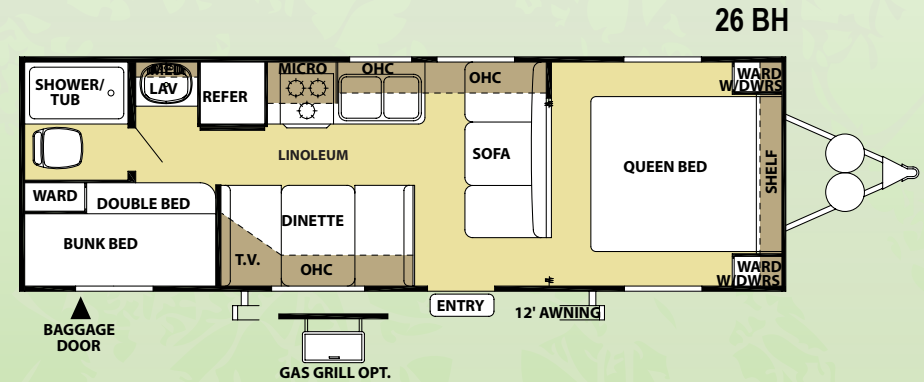 26 BH
SHOWER/
TUB
MED
LAV
REFER
MICRO
OHC
OHC
WARD
W/DWRS
LINOLEUM
SOFA
QUEEN BED
SHELF
WARD
DOUBLE BED
BUNK BED
DINETTE
T.V.
OHC
WARD
W/DWRS
ENTRY
12' AWNING
BAGGAGE
DOOR
GAS GRILL OPT.